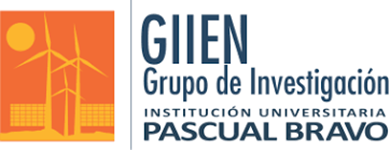 GIIEN
Grupo de Investigación
INSTITUCIÓN UNIVERSITARIA
PASCUAL BRAVO